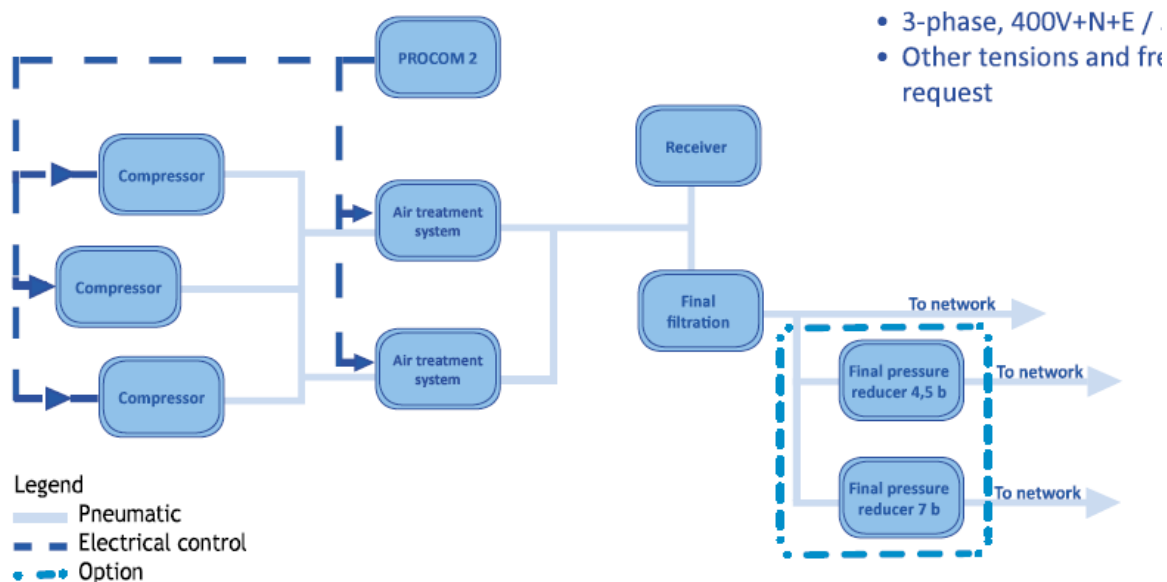 • 3-phase, 400V+N+E /
• Other tensions and
request
PROCOM 2
Compressor
Compressor
Compressor
Air treatment
system
Air treatment
system
Receiver
Final
filtration
To network
Final pressure
reducer 4,5 b
To network
Final pressure
reducer 7 b
To network
Legend
Pneumatic
Electrical control
Option